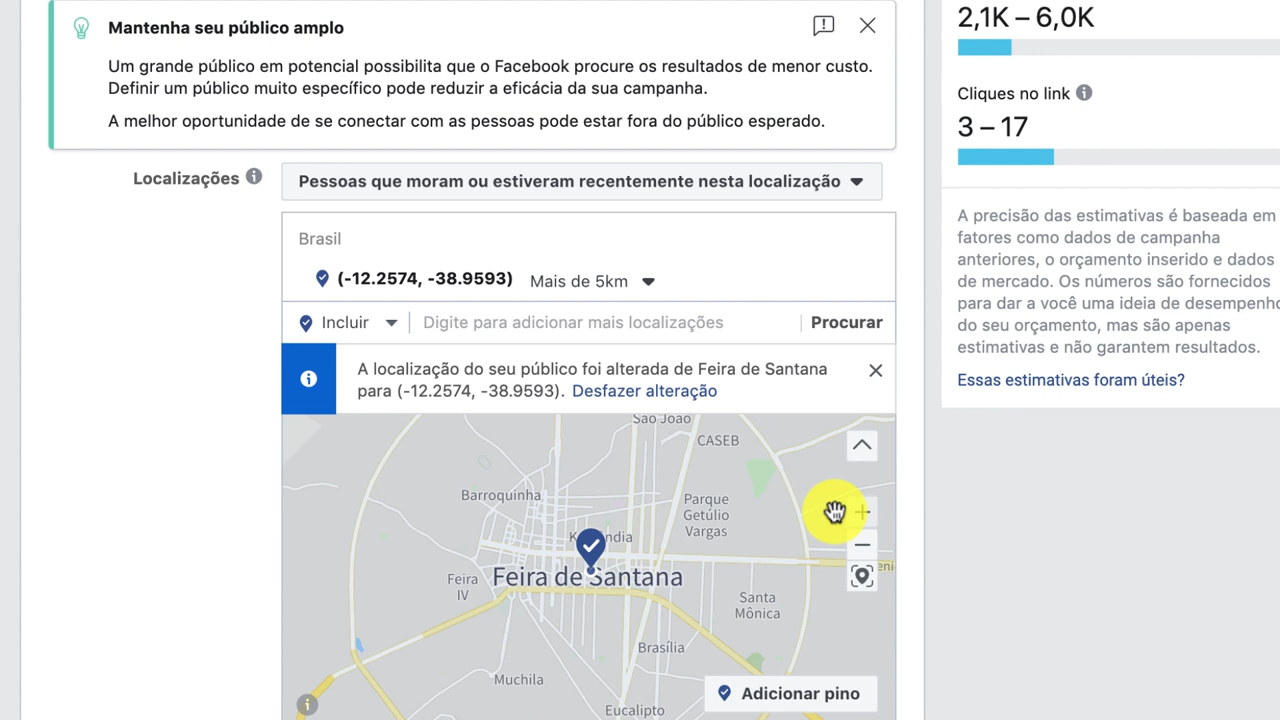 Mantenha seu público amplo
Um grande público em potencial possibilita que o Facebook procure os resultados de menor custo.
Definir um público muito específico pode reduzir a eficácia da sua campanha.
A melhor oportunidade de se conectar com as pessoas pode estar fora do público esperado.
Localizações
Pessoas que moram ou estiveram recentemente nesta localização
Brasil
(-12.2574, -38.9593) Mais de 5km
Incluir Digite para adicionar mais localizações Procurar
A localização do seu público foi alterada de Feira de Santana
para (-12.2574, -38.9593). Desfazer alteração
Sao Joao
CASEB
Barroquinha
Parque
Getúlio
Vargas
Feira de Santana
Feira
IV
Santa
Mônica
Brasília
Muchila
Eucalipto
Adicionar pino
2,1K – 6,0K
Cliques no link
3 – 17
A precisão das estimativas é baseada em
fatores como dados de campanha
anteriores, o orçamento inserido e dados
de mercado. Os números são fornecidos
para dar a você uma ideia de desempenho
do seu orçamento, mas são apenas
estimativas e não garantem resultados.
Essas estimativas foram úteis?